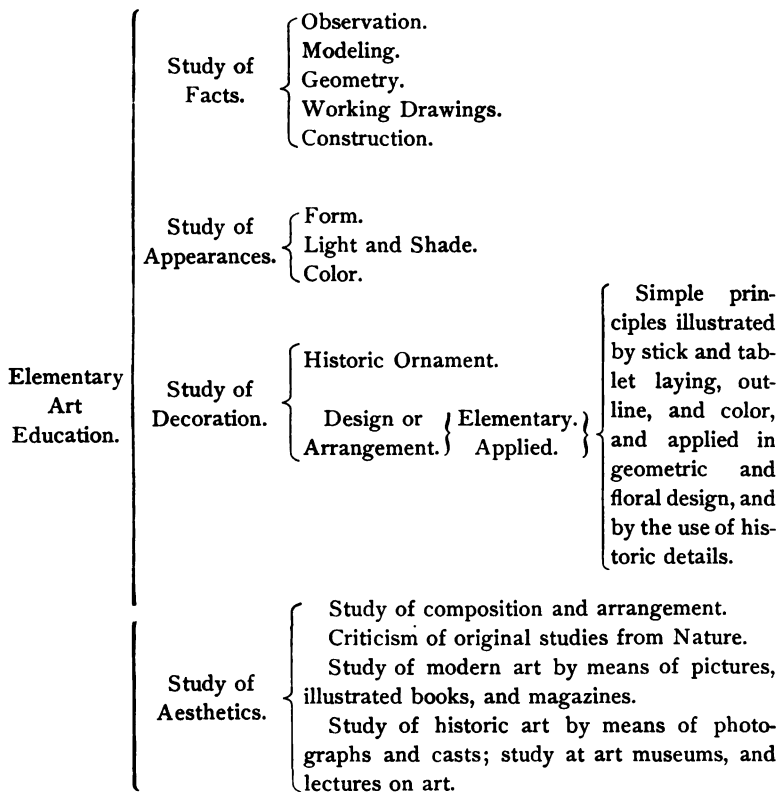 Elementary
Art
Education.
Study of
Facts.
Observation.
Modeling.
Geometry.
Working Drawings.
Construction.
Study of
Appearances.
Form.
Light and Shade.
Color.
Study of
Decoration.
Historic Ornament.
Design or
Arrangement.
Elementary.
Applied.
Simple prin-
ciples illustrated
by stick and tab-
let laying, out-
line, and color,
and applied in
geometric and
floral design, and
by the use of his-
toric details.
Study of
Aesthetics.
Study of composition and arrangement.
Criticism of original studies from Nature.
Study of modern art by means of pictures,
illustrated books, and magazines.
Study of historic art by means of photo-
graphs and casts; study at art museums, and
lectures on art.